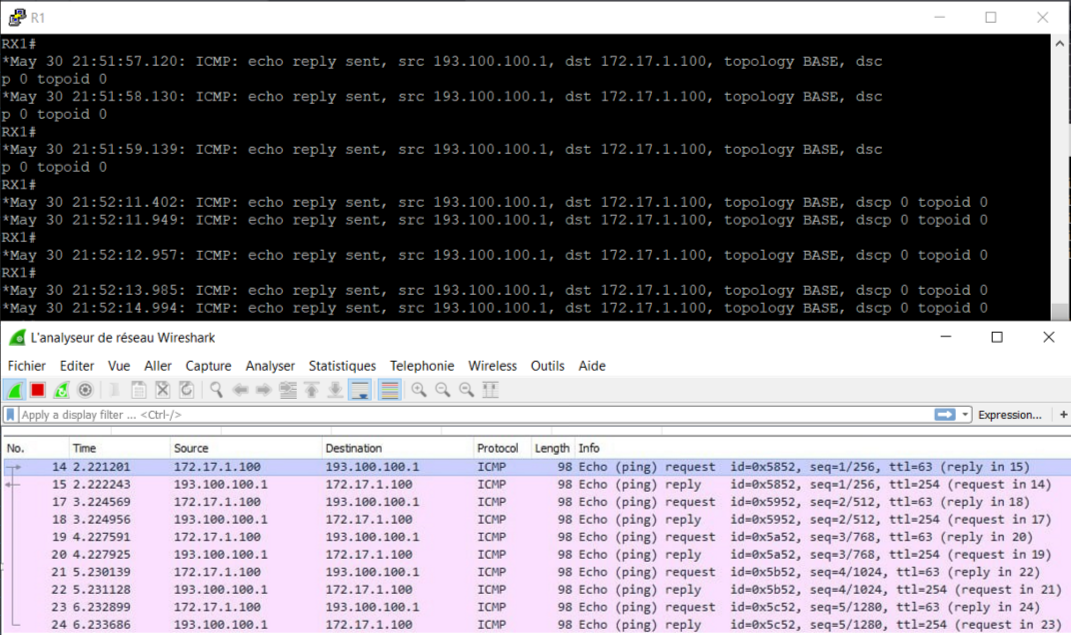 R1
RX1#
*May 30 21:51:57.120: ICMP: echo reply sent, src 193.100.100.1, dst 172.17.1.100, topology BASE, dsc
p 0 topoid 0
*May 30 21:51:58.130: ICMP: echo reply sent, src 193.100.100.1, dst 172.17.1.100, topology BASE, dsc
p 0 topoid 0
RX1#
*May 30 21:51:59.139: ICMP: echo reply sent, src 193.100.100.1, dst 172.17.1.100, topology BASE, dsc
p 0 topoid 0
RX1#
*May 30 21:52:11.402: ICMP: echo reply sent, src 193.100.100.1, dst 172.17.1.100, topology BASE, dscp 0 topoid 0
*May 30 21:52:11.949: ICMP: echo reply sent, src 193.100.100.1, dst 172.17.1.100, topology BASE, dscp 0 topoid 0
RX1#
*May 30 21:52:12.957: ICMP: echo reply sent, src 193.100.100.1, dst 172.17.1.100, topology BASE, dscp 0 topoid 0
RX1#
*May 30 21:52:13.985: ICMP: echo reply sent, src 193.100.100.1, dst 172.17.1.100, topology BASE, dscp 0 topoid 0
*May 30 21:52:14.994: ICMP: echo reply sent, src 193.100.100.1, dst 172.17.1.100, topology BASE, dscp 0 topoid 0
L'analyseur de réseau Wireshark
Fichier Editer Vue Aller Capture Analyser Statistiques Telephonie Wireless Outils Aide
Apply a display filter ... <Ctrl-/> Expression... +
No. Time Source Destination Protocol Length Info
14 2.221201 172.17.1.100 193.100.100.1 ICMP 98 Echo (ping) request id=0x5852, seq=1/256, ttl=63 (reply in 15)
15 2.222243 193.100.100.1 172.17.1.100 ICMP 98 Echo (ping) reply id=0x5852, seq=1/256, ttl=254 (request in 14)
17 3.224569 172.17.1.100 193.100.100.1 ICMP 98 Echo (ping) request id=0x5952, seq=2/512, ttl=63 (reply in 18)
18 3.224956 193.100.100.1 172.17.1.100 ICMP 98 Echo (ping) reply id=0x5952, seq=2/512, ttl=254 (request in 17)
19 4.227591 172.17.1.100 193.100.100.1 ICMP 98 Echo (ping) request id=0x5a52, seq=3/768, ttl=63 (reply in 20)
20 4.227925 193.100.100.1 172.17.1.100 ICMP 98 Echo (ping) reply id=0x5a52, seq=3/768, ttl=254 (request in 19)
21 5.230139 172.17.1.100 193.100.100.1 ICMP 98 Echo (ping) request id=0x5b52, seq=4/1024, ttl=63 (reply in 22)
22 5.231128 193.100.100.1 172.17.1.100 ICMP 98 Echo (ping) reply id=0x5b52, seq=4/1024, ttl=254 (request in 21)
23 6.232899 172.17.1.100 193.100.100.1 ICMP 98 Echo (ping) request id=0x5c52, seq=5/1280, ttl=63 (reply in 24)
24 6.233686 193.100.100.1 172.17.1.100 ICMP 98 Echo (ping) reply id=0x5c52, seq=5/1280, ttl=254 (request in 23)